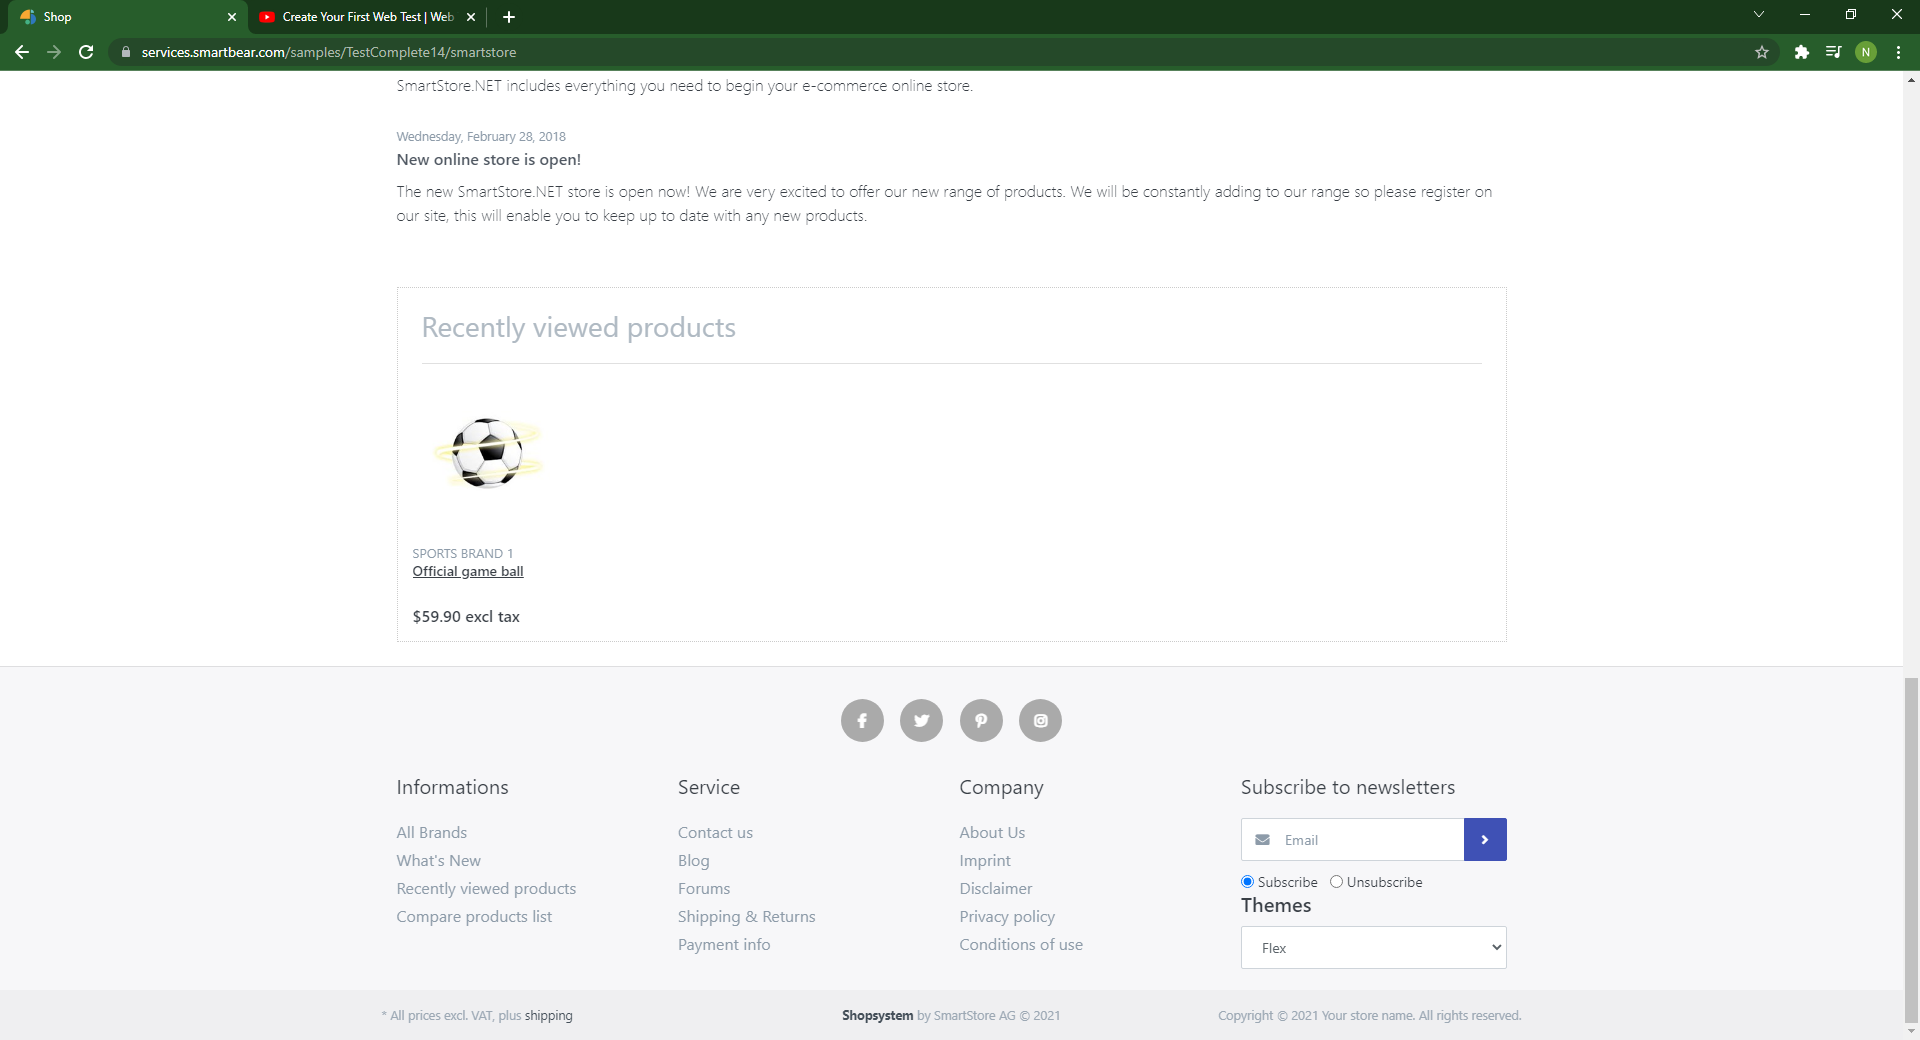 Shop
Create Your First Web Test | Web
services.smartbear.com/samples/TestComplete14/smartstore
N
SmartStore.NET includes everything you need to begin your e-commerce online store.
Wednesday, February 28, 2018
New online store is open!
The new SmartStore.NET store is open now! We are very excited to offer our new range of products. We will be constantly adding to our range so please register on
our site, this will enable you to keep up to date with any new products.
Recently viewed products
SPORTS BRAND 1
Official game ball
$59.90 excl tax
Informations
All Brands
What's New
Recently viewed products
Compare products list
Service
Contact us
Blog
Forums
Shipping & Returns
Payment info
Company
About Us
Imprint
Disclaimer
Privacy policy
Conditions of use
Subscribe to newsletters
Email
Subscribe Unsubscribe
Themes
Flex
* All prices excl. VAT, plus shipping
Shopsystem by SmartStore AG © 2021
Copyright © 2021 Your store name. All rights reserved.